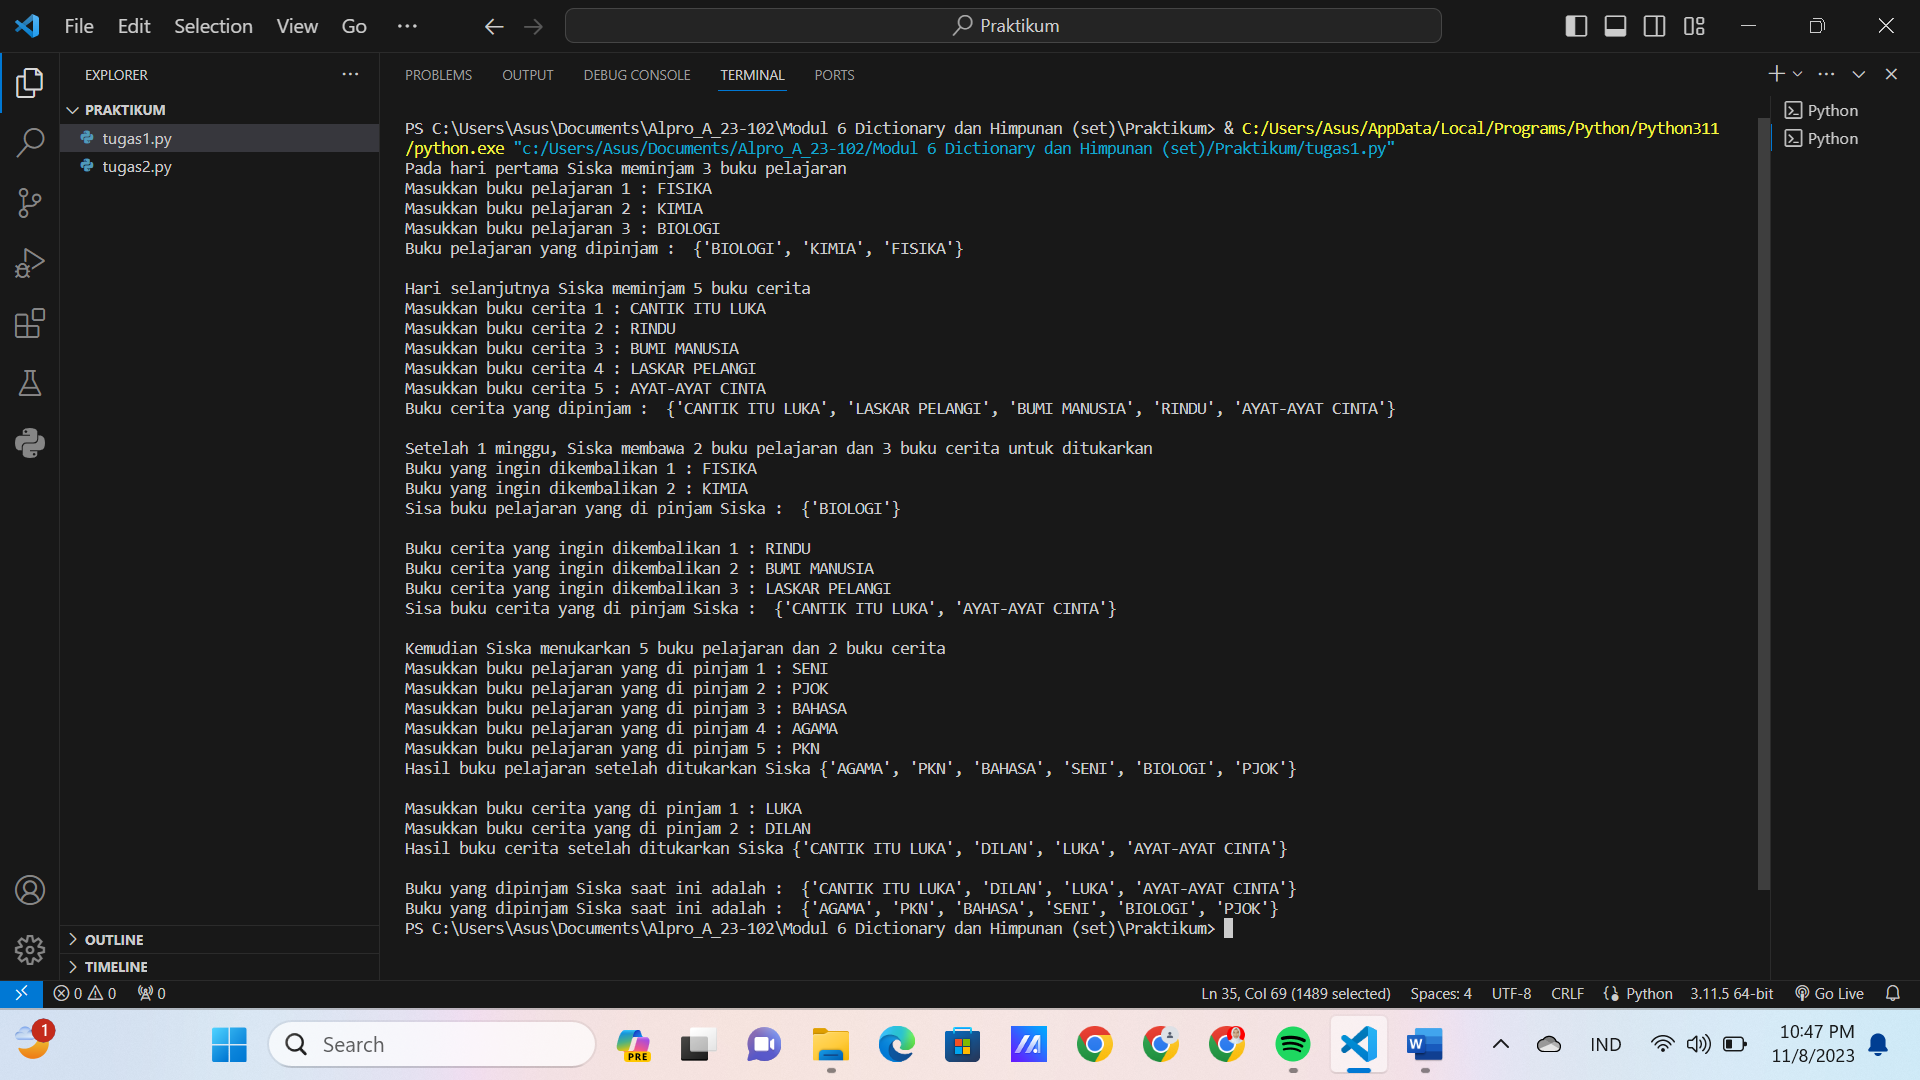 File Edit Selection View Go ··· Praktikum
EXPLORER ···
PRAKTIKUM
tugas1.py
tugas2.py
OUTLINE
TIMELINE
PROBLEMS OUTPUT DEBUG CONSOLE TERMINAL PORTS
Python
Python
PS C:\Users\Asus\Documents\Alpro_A_23-102\Modul 6 Dictionary dan Himpunan (set)\Praktikum> & C:/Users/Asus/AppData/Local/Programs/Python/Python311
/python.exe "c:/Users/Asus/Documents/Alpro_A_23-102/Modul 6 Dictionary dan Himpunan (set)/Praktikum/tugas1.py"
Pada hari pertama Siska meminjam 3 buku pelajaran
Masukkan buku pelajaran 1 : FISIKA
Masukkan buku pelajaran 2 : KIMIA
Masukkan buku pelajaran 3 : BIOLOGI
Buku pelajaran yang dipinjam :  {'BIOLOGI', 'KIMIA', 'FISIKA'}
Hari selanjutnya Siska meminjam 5 buku cerita
Masukkan buku cerita 1 : CANTIK ITU LUKA
Masukkan buku cerita 2 : RINDU
Masukkan buku cerita 3 : BUMI MANUSIA
Masukkan buku cerita 4 : LASKAR PELANGI
Masukkan buku cerita 5 : AYAT-AYAT CINTA
Buku cerita yang dipinjam :  {'CANTIK ITU LUKA', 'LASKAR PELANGI', 'BUMI MANUSIA', 'RINDU', 'AYAT-AYAT CINTA'}
Setelah 1 minggu, Siska membawa 2 buku pelajaran dan 3 buku cerita untuk ditukarkan
Buku yang ingin dikembalikan 1 : FISIKA
Buku yang ingin dikembalikan 2 : KIMIA
Sisa buku pelajaran yang di pinjam Siska :  {'BIOLOGI'}
Buku cerita yang ingin dikembalikan 1 : RINDU
Buku cerita yang ingin dikembalikan 2 : BUMI MANUSIA
Buku cerita yang ingin dikembalikan 3 : LASKAR PELANGI
Sisa buku cerita yang di pinjam Siska :  {'CANTIK ITU LUKA', 'AYAT-AYAT CINTA'}
Kemudian Siska menukarkan 5 buku pelajaran dan 2 buku cerita
Masukkan buku pelajaran yang di pinjam 1 : SENI
Masukkan buku pelajaran yang di pinjam 2 : PJOK
Masukkan buku pelajaran yang di pinjam 3 : BAHASA
Masukkan buku pelajaran yang di pinjam 4 : AGAMA
Masukkan buku pelajaran yang di pinjam 5 : PKN
Hasil buku pelajaran setelah ditukarkan Siska {'AGAMA', 'PKN', 'BAHASA', 'SENI', 'BIOLOGI', 'PJOK'}
Masukkan buku cerita yang di pinjam 1 : LUKA
Masukkan buku cerita yang di pinjam 2 : DILAN
Hasil buku cerita setelah ditukarkan Siska {'CANTIK ITU LUKA', 'DILAN', 'LUKA', 'AYAT-AYAT CINTA'}
Buku yang dipinjam Siska saat ini adalah :  {'CANTIK ITU LUKA', 'DILAN', 'LUKA', 'AYAT-AYAT CINTA'}
Buku yang dipinjam Siska saat ini adalah :  {'AGAMA', 'PKN', 'BAHASA', 'SENI', 'BIOLOGI', 'PJOK'}
PS C:\Users\Asus\Documents\Alpro_A_23-102\Modul 6 Dictionary dan Himpunan (set)\Praktikum>
0 0 0 Ln 35, Col 69 (1489 selected) Spaces: 4 UTF-8 CRLF Python 3.11.5 64-bit Go Live
1 Search PRE W IND 10:47 PM
11/8/2023